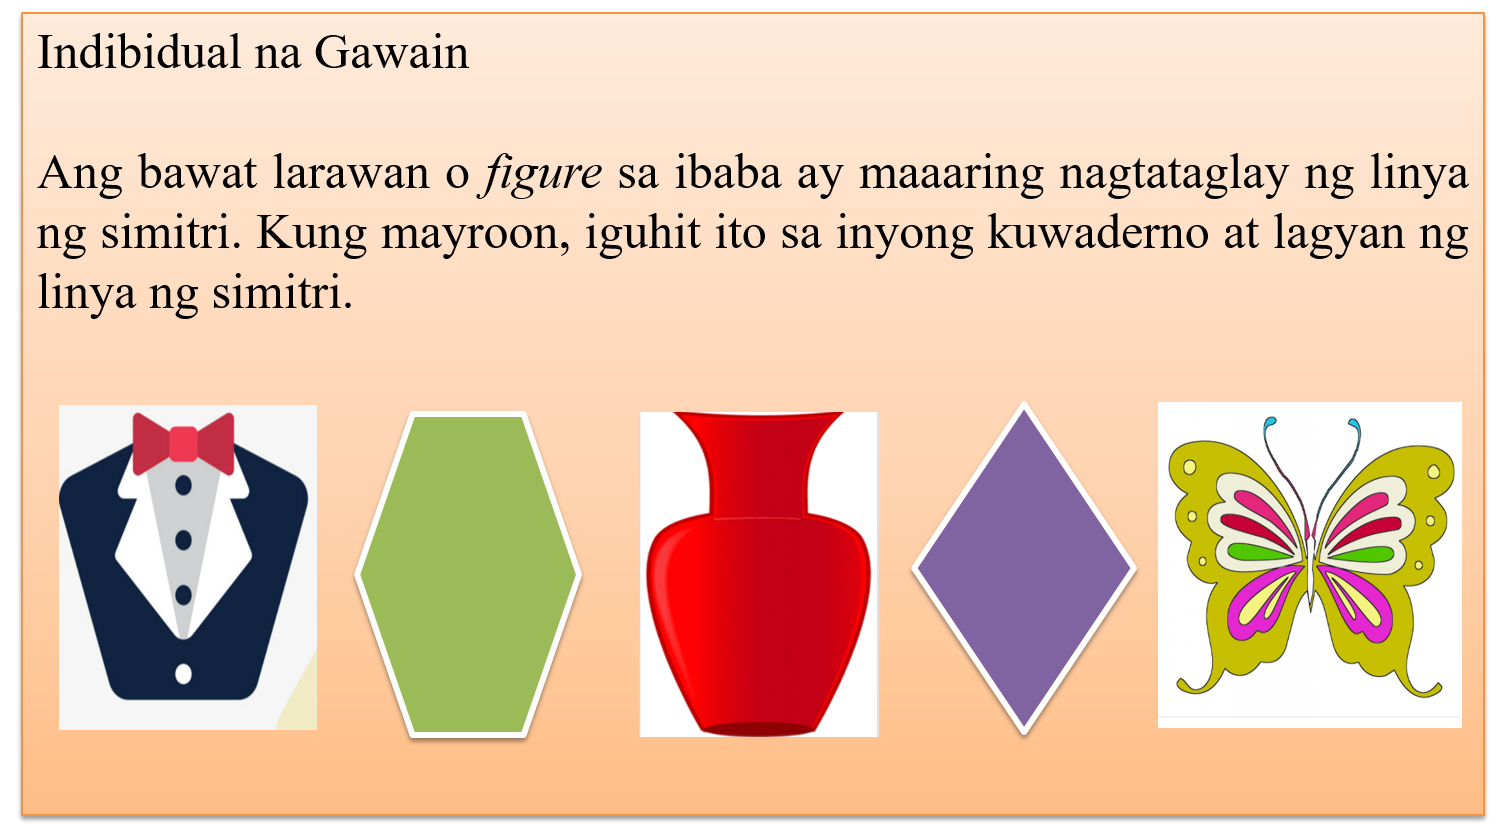 Indibidual na Gawain
Ang bawat larawan o figure sa ibaba ay maaaring nagtataglay ng linya
ng simitri. Kung mayroon, iguhit ito sa inyong kuwaderno at lagyan ng
linya ng simitri.